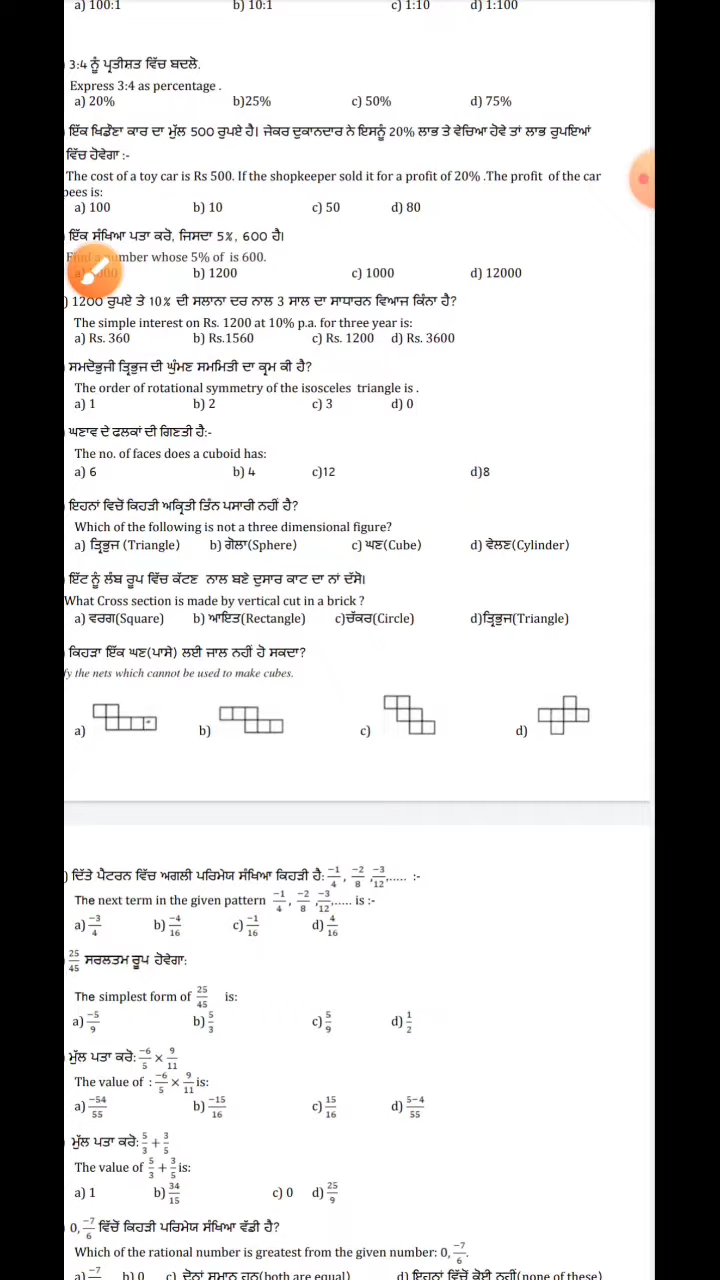 a) 100:1 b) 10:1 c) 1:10 d) 1:100
3:4 ਨੂੰ ਪ੍ਰਤੀਸ਼ਤ ਵਿੱਚ ਬਦਲੋ.
Express 3:4 as percentage .
a) 20% b)25% c) 50% d) 75%
ਇੱਕ ਖਿਡੌਣਾ ਕਾਰ ਦਾ ਮੁੱਲ 500 ਰੁਪਏ ਹੈ। ਜੇਕਰ ਦੁਕਾਨਦਾਰ ਨੇ ਇਸਨੂੰ 20% ਲਾਭ ਤੇ ਵੇਚਿਆ ਹੋਵੇ ਤਾਂ ਲਾਭ ਰੁਪਇਆਂ
ਵਿੱਚ ਹੋਵੇਗਾ :-
The cost of a toy car is Rs 500. If the shopkeeper sold it for a profit of 20% .The profit of the car
pees is:
a) 100 b) 10 c) 50 d) 80
ਇੱਕ ਸੰਖਿਆ ਪਤਾ ਕਰੋ, ਜਿਸਦਾ 5%, 600 ਹੈ।
number whose 5% of is 600.
b) 1200 c) 1000 d) 12000
) 1200 ਰੁਪਏ ਤੇ 10% ਦੀ ਸਲਾਨਾ ਦਰ ਨਾਲ 3 ਸਾਲ ਦਾ ਸਾਧਾਰਨ ਵਿਆਜ ਕਿੰਨਾ ਹੈ?
The simple interest on Rs. 1200 at 10% p.a. for three year is:
a) Rs. 360 b) Rs.1560 c) Rs. 1200 d) Rs. 3600
ਸਮਦੋਭੁਜੀ ਤ੍ਰਿਭੁਜ ਦੀ ਘੁੰਮਣ ਸਮਮਿਤੀ ਦਾ ਕ੍ਰਮ ਕੀ ਹੈ?
The order of rotational symmetry of the isosceles triangle is .
a) 1 b) 2 c) 3 d) 0
ਘਣਾਵ ਦੇ ਫਲਕਾਂ ਦੀ ਗਿਣਤੀ ਹੈ:-
The no. of faces does a cuboid has:
a) 6 b) 4 c)12 d)8
ਇਹਨਾਂ ਵਿਚੋਂ ਕਿਹੜੀ ਅਕ੍ਰਿਤੀ ਤਿੰਨ ਪਸਾਰੀ ਨਹੀਂ ਹੈ?
Which of the following is not a three dimensional figure?
a) ਤ੍ਰਿਭੁਜ (Triangle) b) ਗੋਲਾ(Sphere) c) ਘਣ(Cube) d) ਵੇਲਣ(Cylinder)
ਇੱਟ ਨੂੰ ਲੰਬ ਰੂਪ ਵਿੱਚ ਕੱਟਣ ਨਾਲ ਬਣੇ ਦੁਸਾਰ ਕਾਟ ਦਾ ਨਾਂ ਦੱਸੋ।
What Cross section is made by vertical cut in a brick ?
a) ਵਰਗ(Square) b) ਆਇਤ(Rectangle) c)ਚੱਕਰ(Circle) d)ਤ੍ਰਿਭੁਜ(Triangle)
ਕਿਹੜਾ ਇੱਕ ਘਣ(ਪਾਸੇ) ਲਈ ਜਾਲ ਨਹੀਂ ਹੋ ਸਕਦਾ?
fy the nets which cannot be used to make cubes.
a) b) c) d)
) ਦਿੱਤੇ ਪੈਟਰਨ ਵਿੱਚ ਅਗਲੀ ਪਰਿਮੇਯ ਸੰਖਿਆ ਕਿਹੜੀ ਹੈ: -1/4 , -2/8 , -3/12,...... :-
The next term in the given pattern -1/4 , -2/8 , -3/12,...... is :-
a) -3/4 b) -4/16 c) -1/16 d) 4/16
25/45 ਸਰਲਤਮ ਰੂਪ ਹੋਵੇਗਾ:
The simplest form of 25/45 is:
a) -5/9 b) 5/3 c) 5/9 d) 1/2
ਮੁੱਲ ਪਤਾ ਕਰੋ: -6/5 × 9/11
The value of : -6/5 × 9/11 is:
a) -54/55 b) -15/16 c) 15/16 d) 5-4/55
ਮੁੱਲ ਪਤਾ ਕਰੋ: 5/3 + 3/5
The value of 5/3 + 3/5 is:
a) 1 b) 34/15 c) 0 d) 25/9
0, -7/6 ਵਿੱਚੋਂ ਕਿਹੜੀ ਪਰਿਮੇਯ ਸੰਖਿਆ ਵੱਡੀ ਹੈ?
Which of the rational number is greatest from the given number: 0, -7/6.
a) -7 b) 0 c) ਦੋਨਾਂ ਸਮਾਨ ਹਨ(both are equal) d) ਇਹਨਾਂ ਵਿੱਚੋਂ ਕੋਈ ਨਹੀਂ(none of these)